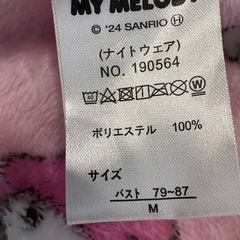 MY MELODY
© '24 SANRIO Ⓗ
(ナイトウェア)
NO. 190564
40
ポリエステル 100%
サイズ
バスト 79~87
M